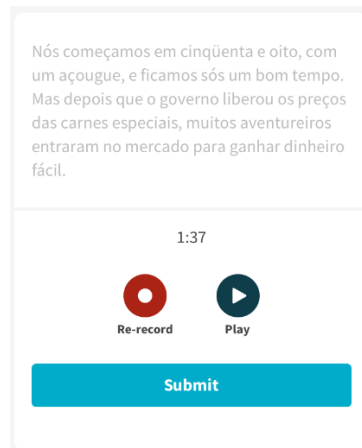 Nós começamos em cinqüenta e oito, com
um açougue, e ficamos sós um bom tempo.
Mas depois que o governo liberou os preços
das carnes especiais, muitos aventureiros
entraram no mercado para ganhar dinheiro
fácil.
1:37
Re-record Play
Submit